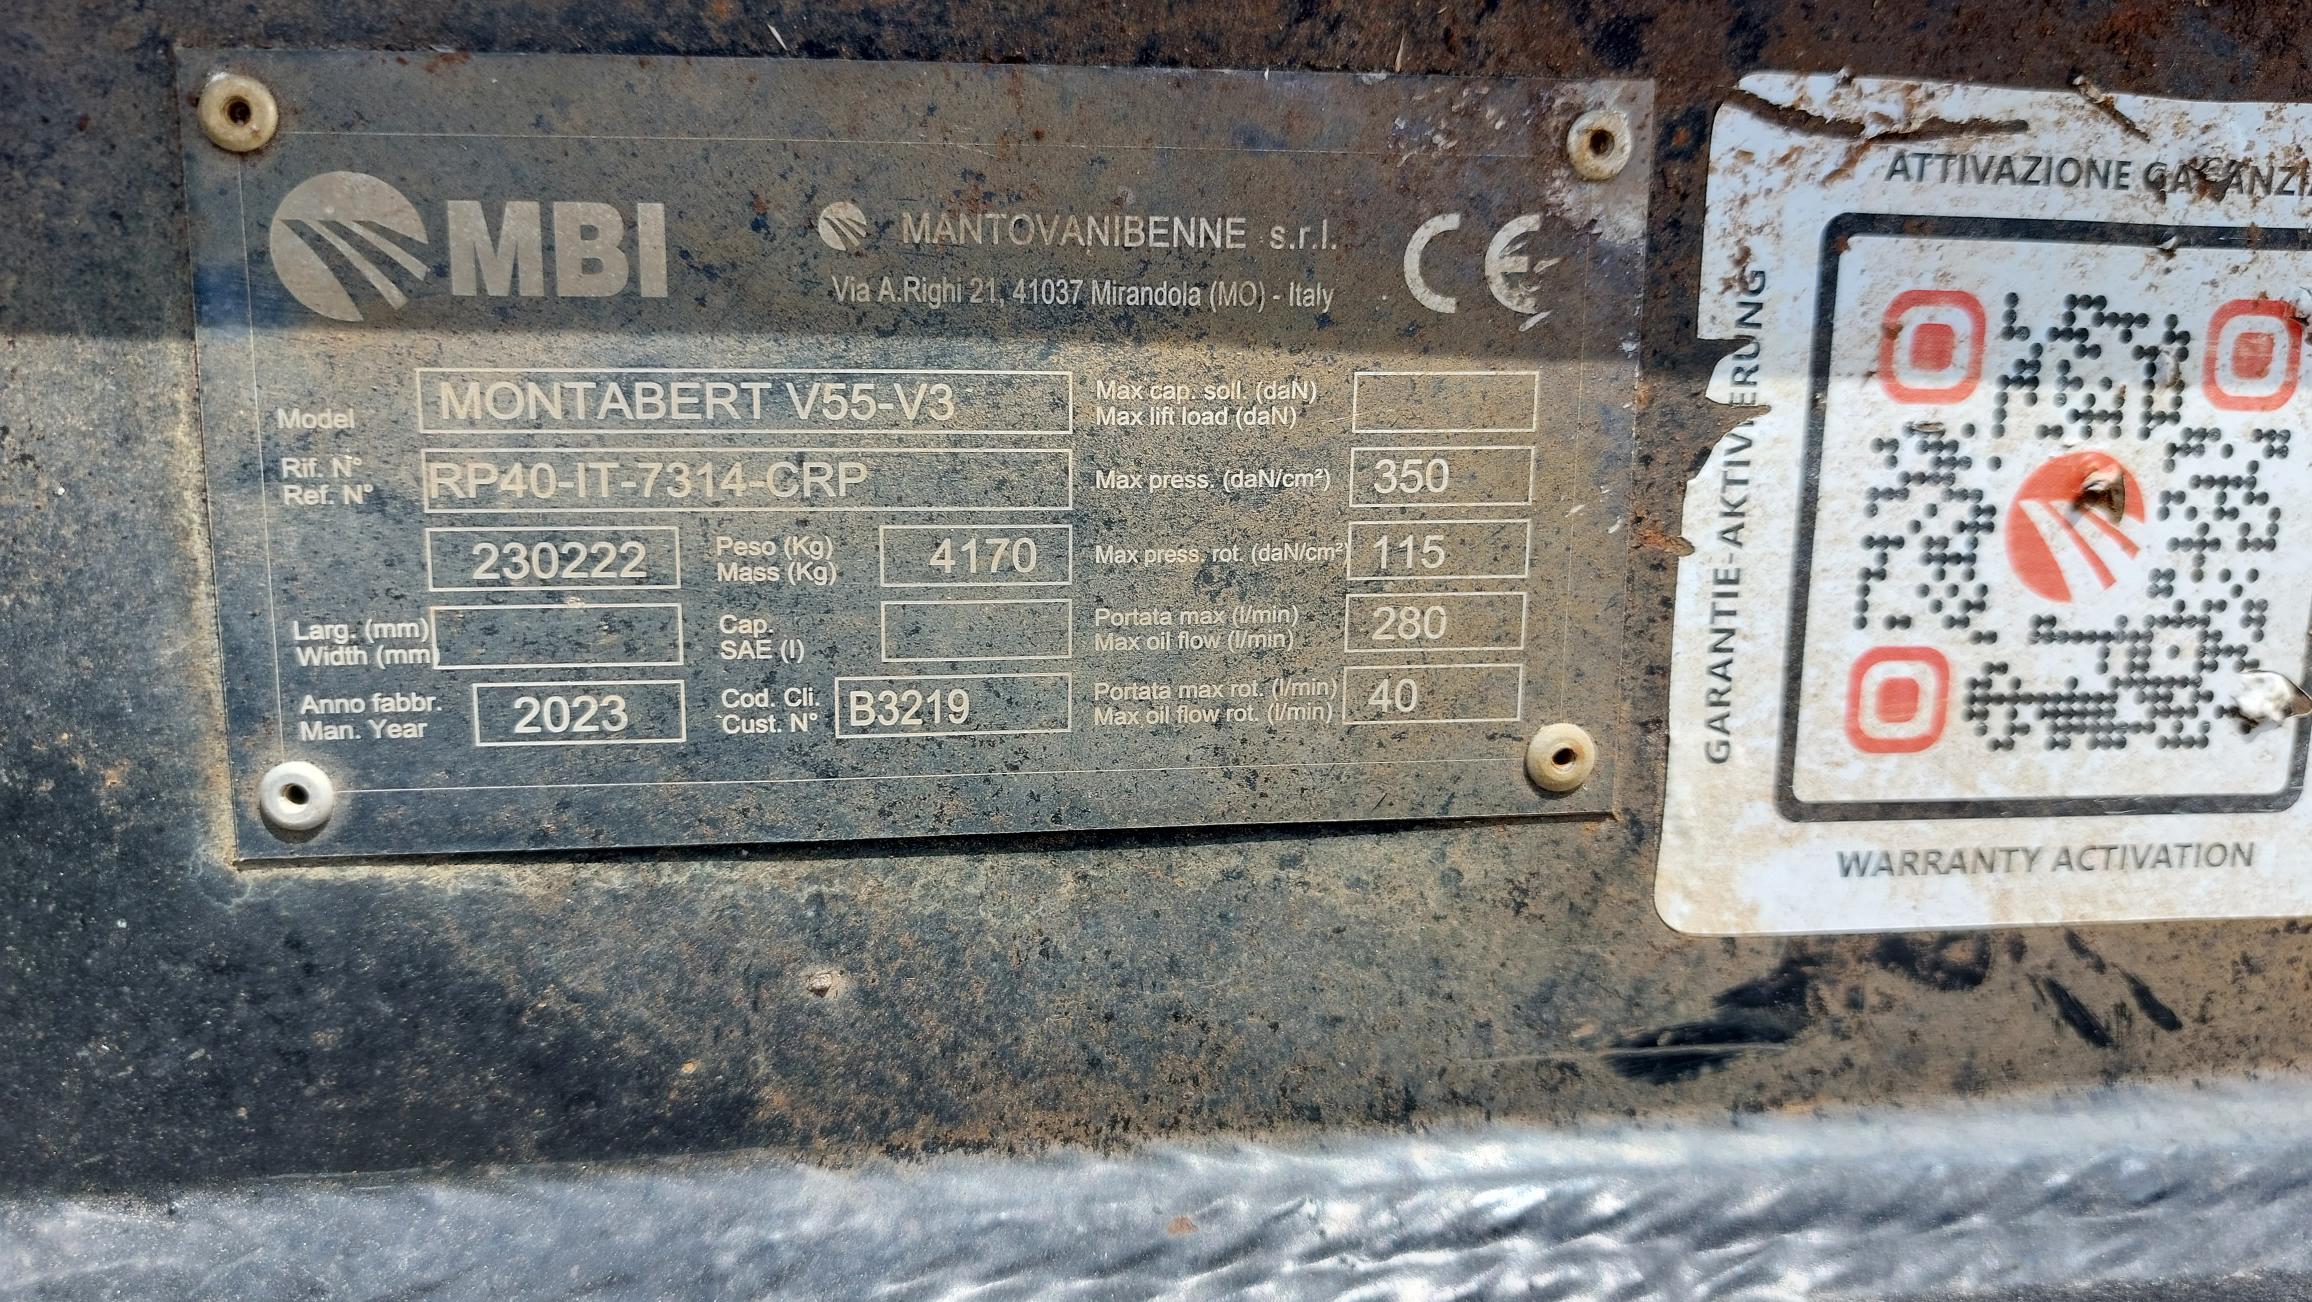 MBI
MANTOVANIBENNE s.r.l.
Via A.Righi 21, 41037 Mirandola (MO) - Italy
CE
Model MONTABERT V55-V3
Rif. N°
Ref. N° RP40-IT-7314-CRP
230222
Peso (Kg)
Mass (Kg) 4170
Larg. (mm)
Width (mm)
Cap.
SAE (l)
Anno fabbr.
Man. Year 2023
Cod. Cli.
Cust. N° B3219
Max cap. soll. (daN)
Max lift load (daN)
Max press. (daN/cm²) 350
Max press. rot. (daN/cm²) 115
Portata max (l/min)
Max oil flow (l/min) 280
Portata max rot. (l/min)
Max oil flow rot. (l/min) 40
ATTIVAZIONE
GARANTIE-AKTIVIERUNG
WARRANTY ACTIVATION